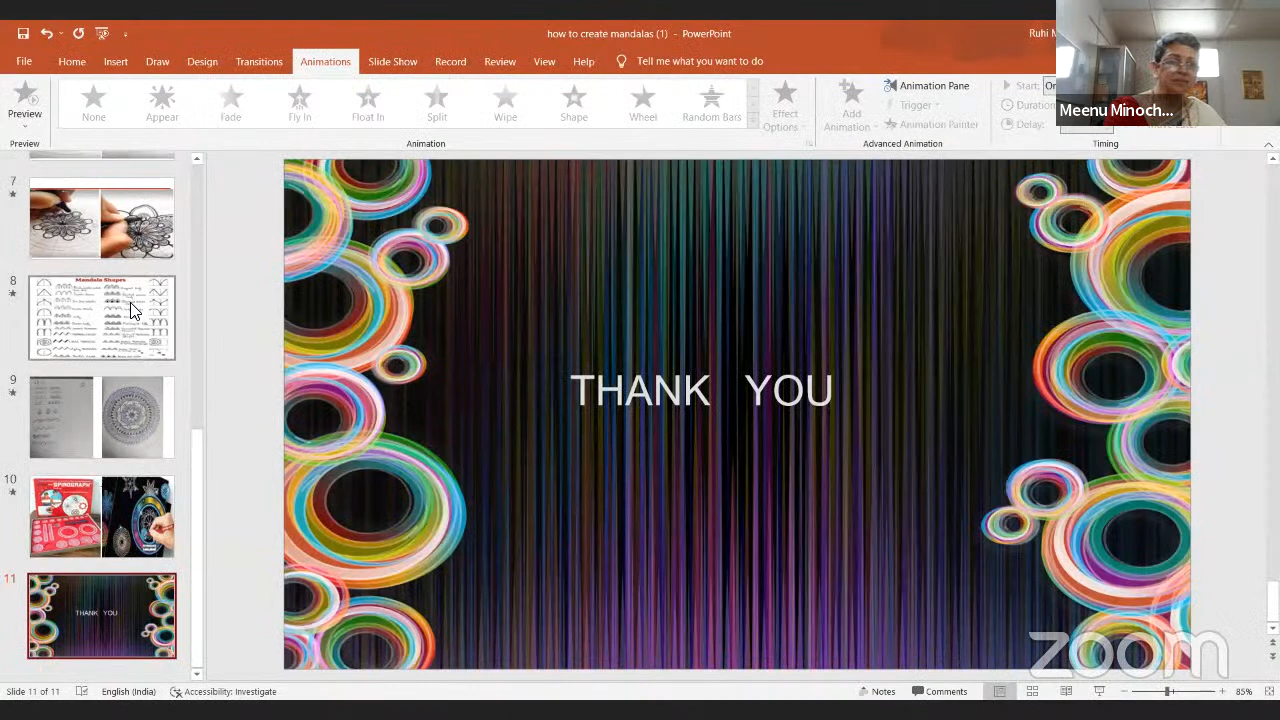 how to create mandalas (1) - PowerPoint
Ruhi M
File Home Insert Draw Design Transitions Animations Slide Show Record Review View Help Tell me what you want to do
Preview
None Appear Fade Fly In Float In Split Wipe Shape Wheel Random Bars
Effect Options
Add Animation
Animation Pane
Trigger
Animation Painter
Start: On
Duration
Delay:
Preview Animation Advanced Animation Timing
Meenu Minoch...
7
8
Mandala Shapes
9
10
SPIROGRAPH
11
THANK YOU
THANK YOU
zoom
Slide 11 of 11 English (India) Accessibility: Investigate Notes Comments 85%